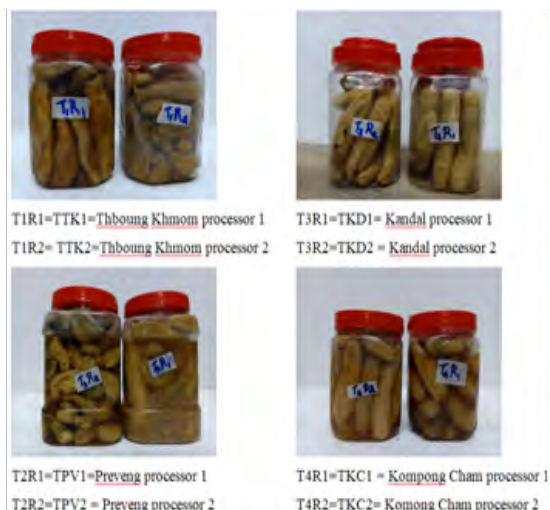 T1R1=TTK1=Thboung Khmom processor 1
T1R2= TTK2=Thboung Khmom processor 2
T3R1=TKD1= Kandal processor 1
T3R2=TKD2 = Kandal processor 2
T2R1=TPV1=Preveng processor 1
T2R2=TPV2 = Preveng processor 2
T4R1=TKC1 = Kompong Cham processor 1
T4R2=TKC2= Komong Cham processor 2